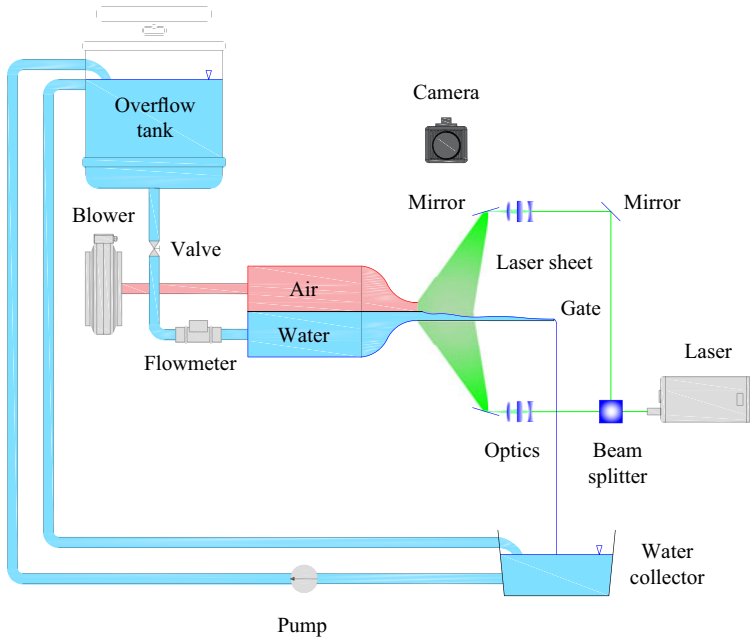 Camera
Overflow
tank
Mirror
Mirror
Blower
Valve
Laser sheet
Air
Gate
Water
Flowmeter
Laser
Optics
Beam
splitter
Water
collector
Pump